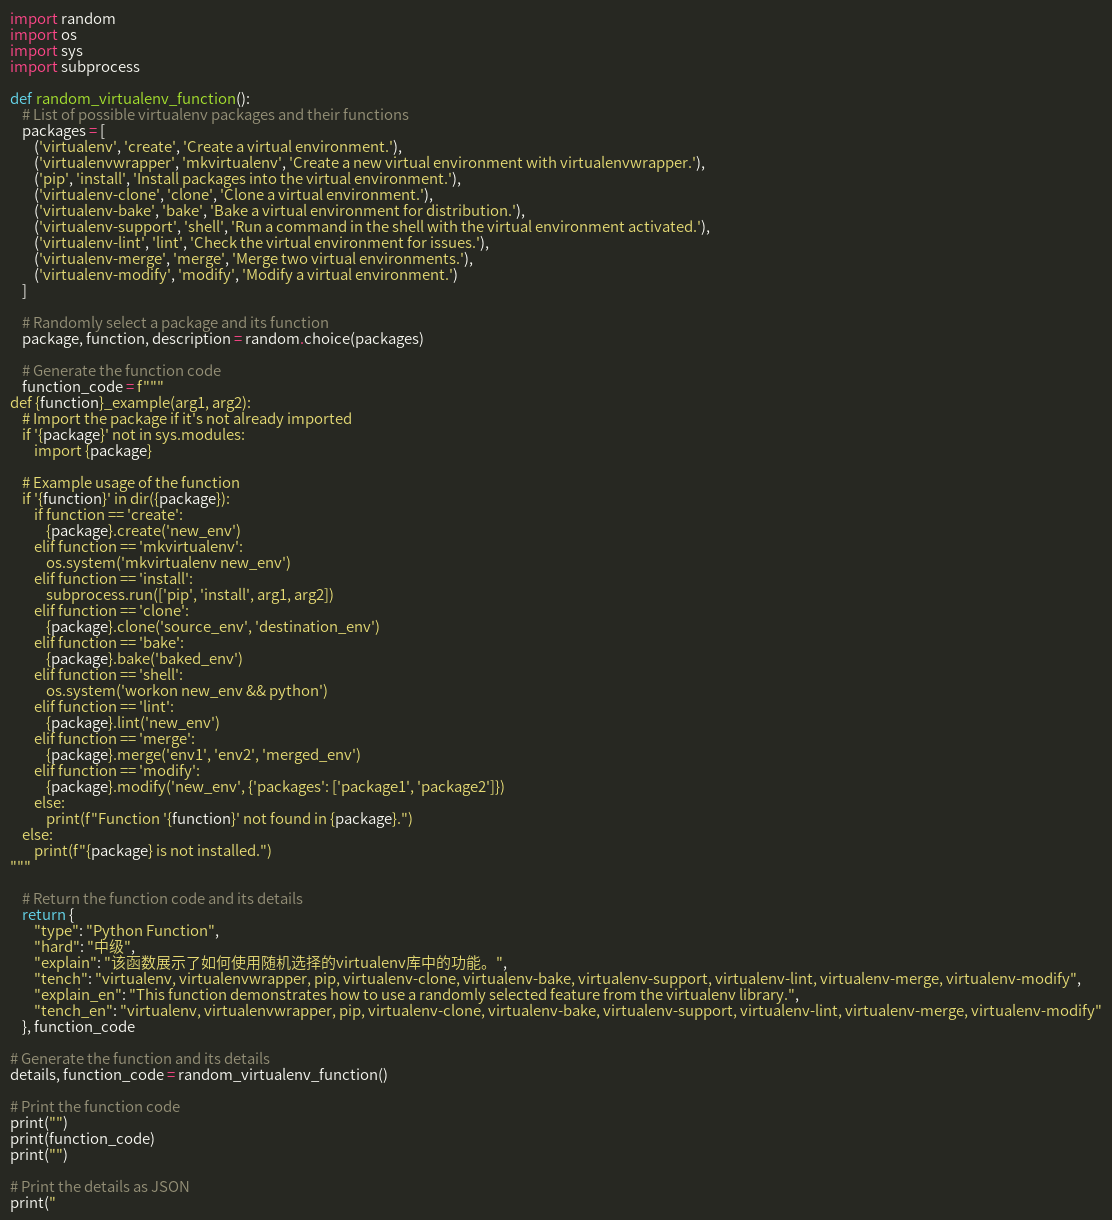 import random
import os
import sys
import subprocess

def random_virtualenv_function():
    # List of possible virtualenv packages and their functions
    packages = [
        ('virtualenv', 'create', 'Create a virtual environment.'),
        ('virtualenvwrapper', 'mkvirtualenv', 'Create a new virtual environment with virtualenvwrapper.'),
        ('pip', 'install', 'Install packages into the virtual environment.'),
        ('virtualenv-clone', 'clone', 'Clone a virtual environment.'),
        ('virtualenv-bake', 'bake', 'Bake a virtual environment for distribution.'),
        ('virtualenv-support', 'shell', 'Run a command in the shell with the virtual environment activated.'),
        ('virtualenv-lint', 'lint', 'Check the virtual environment for issues.'),
        ('virtualenv-merge', 'merge', 'Merge two virtual environments.'),
        ('virtualenv-modify', 'modify', 'Modify a virtual environment.')
    ]

    # Randomly select a package and its function
    package, function, description = random.choice(packages)

    # Generate the function code
    function_code = f"""
def {function}_example(arg1, arg2):
    # Import the package if it's not already imported
    if '{package}' not in sys.modules:
        import {package}

    # Example usage of the function
    if '{function}' in dir({package}):
        if function == 'create':
            {package}.create('new_env')
        elif function == 'mkvirtualenv':
            os.system('mkvirtualenv new_env')
        elif function == 'install':
            subprocess.run(['pip', 'install', arg1, arg2])
        elif function == 'clone':
            {package}.clone('source_env', 'destination_env')
        elif function == 'bake':
            {package}.bake('baked_env')
        elif function == 'shell':
            os.system('workon new_env && python')
        elif function == 'lint':
            {package}.lint('new_env')
        elif function == 'merge':
            {package}.merge('env1', 'env2', 'merged_env')
        elif function == 'modify':
            {package}.modify('new_env', {'packages': ['package1', 'package2']})
        else:
            print(f"Function '{function}' not found in {package}.")
    else:
        print(f"{package} is not installed.")
"""

    # Return the function code and its details
    return {
        "type": "Python Function",
        "hard": "中级",
        "explain": "该函数展示了如何使用随机选择的virtualenv库中的功能。",
        "tench": "virtualenv, virtualenvwrapper, pip, virtualenv-clone, virtualenv-bake, virtualenv-support, virtualenv-lint, virtualenv-merge, virtualenv-modify",
        "explain_en": "This function demonstrates how to use a randomly selected feature from the virtualenv library.",
        "tench_en": "virtualenv, virtualenvwrapper, pip, virtualenv-clone, virtualenv-bake, virtualenv-support, virtualenv-lint, virtualenv-merge, virtualenv-modify"
    }, function_code

# Generate the function and its details
details, function_code = random_virtualenv_function()

# Print the function code
print("")
print(function_code)
print("")

# Print the details as JSON
print("